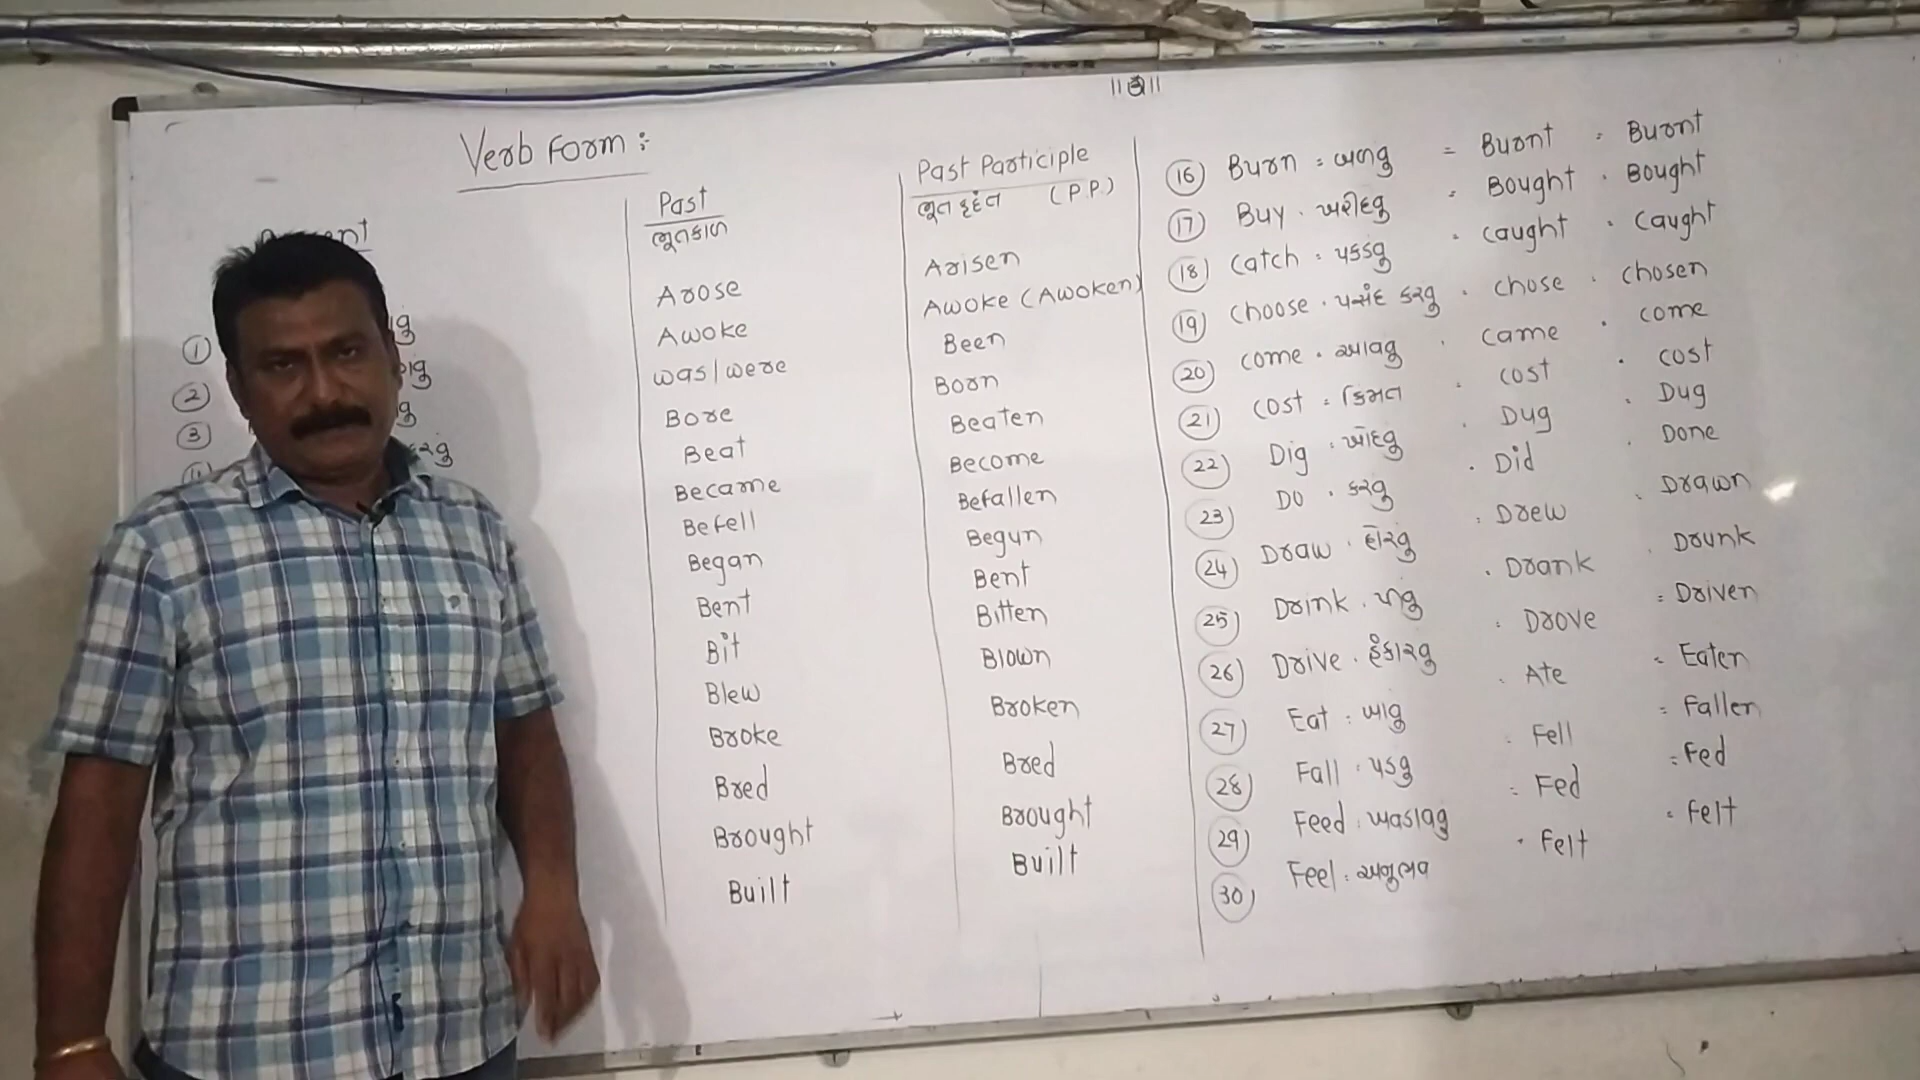 ||ૐ||
Verb Form :
Past
ભૂતકાળ
Past Participle
ભૂત કૃદંત (P.P.)
① Arose Arisen
② Awoke Awoke (Awoken)
③ was/were Been
Bore Born
Beat Beaten
Became Become
Befell Befallen
Began Begun
Bent Bent
Bit Bitten
Blew Blown
Broke Broken
Bred Bred
Brought Brought
Built Built
16 Burn = બળવુ = Burnt = Burnt
17 Buy . ખરીદવુ = Bought . Bought
18 Catch = પકડવુ . Caught . Caught
19 Choose . પસંદ કરવુ . Chose . Chosen
20 Come . આવવુ . Came . Come
21 Cost = કિંમત . Cost . Cost
22 Dig : ખોદવુ . Dug . Dug
23 Do . કરવુ . Did . Done
24 Draw . દોરવુ : Drew . Drawn
25 Drink . પીવુ . Drank . Drunk
26 Drive . હંકારવુ : Drove = Driven
27 Eat : ખાવુ . Ate = Eaten
28 Fall : પડવુ . Fell = Fallen
29 Feed : ખવડાવવુ = Fed = Fed
30 Feel : અનુભવ . Felt = Felt